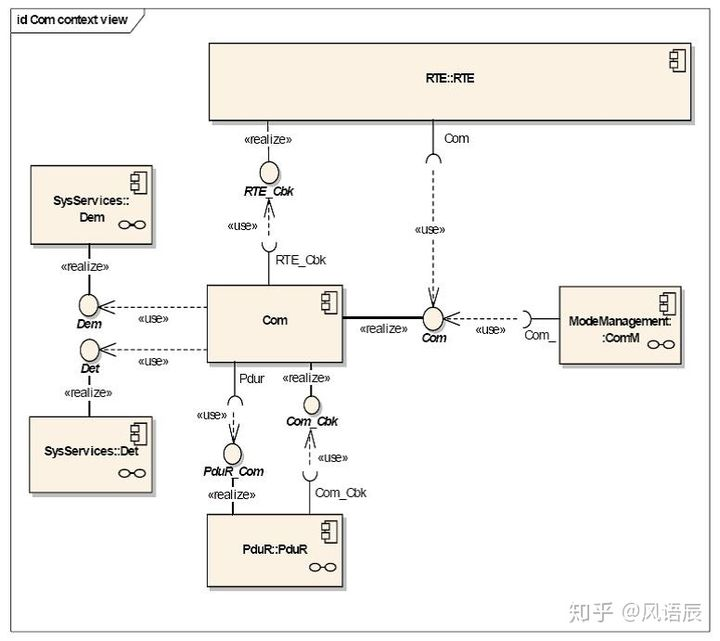 id Com context view
RTE::RTE
«realize»
Com
RTE_Cbk
«use»
«use»
RTE_Cbk
SysServices::
Dem
«realize»
Dem
«use»
Com
«realize»
Com
«use»
Com_
ModeManagement:
:ComM
Det
«use»
«realize»
SysServices::Det
Pdur
«realize»
«use»
Com_Cbk
PduR_Com
«use»
«realize»
Com_Cbk
PduR::PduR
知乎 @风语辰